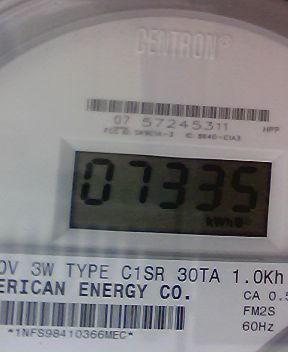 CENTRON®
07 57245311
HPP
07335
kWh
0V 3W TYPE C1SR 30TA 1.0Kh
ERICAN ENERGY CO.
CA 0.5
FM2S
60Hz
*1NFS98410366MEC*